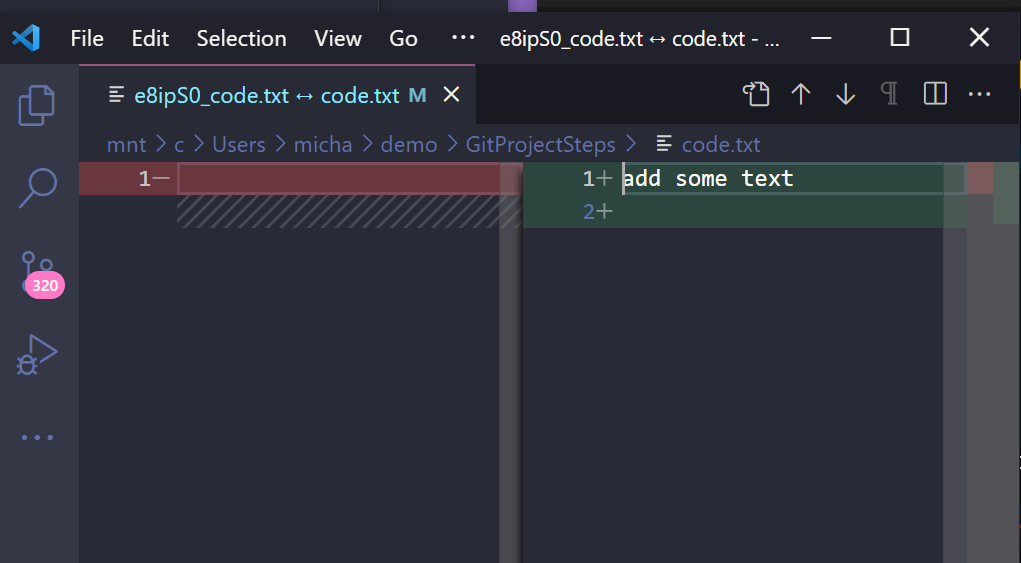 File Edit Selection View Go ··· e8ipS0_code.txt ↔ code.txt - ...
e8ipS0_code.txt ↔ code.txt M
mnt > c > Users > micha > demo > GitProjectSteps > code.txt
1− 1+ add some text
2+
320